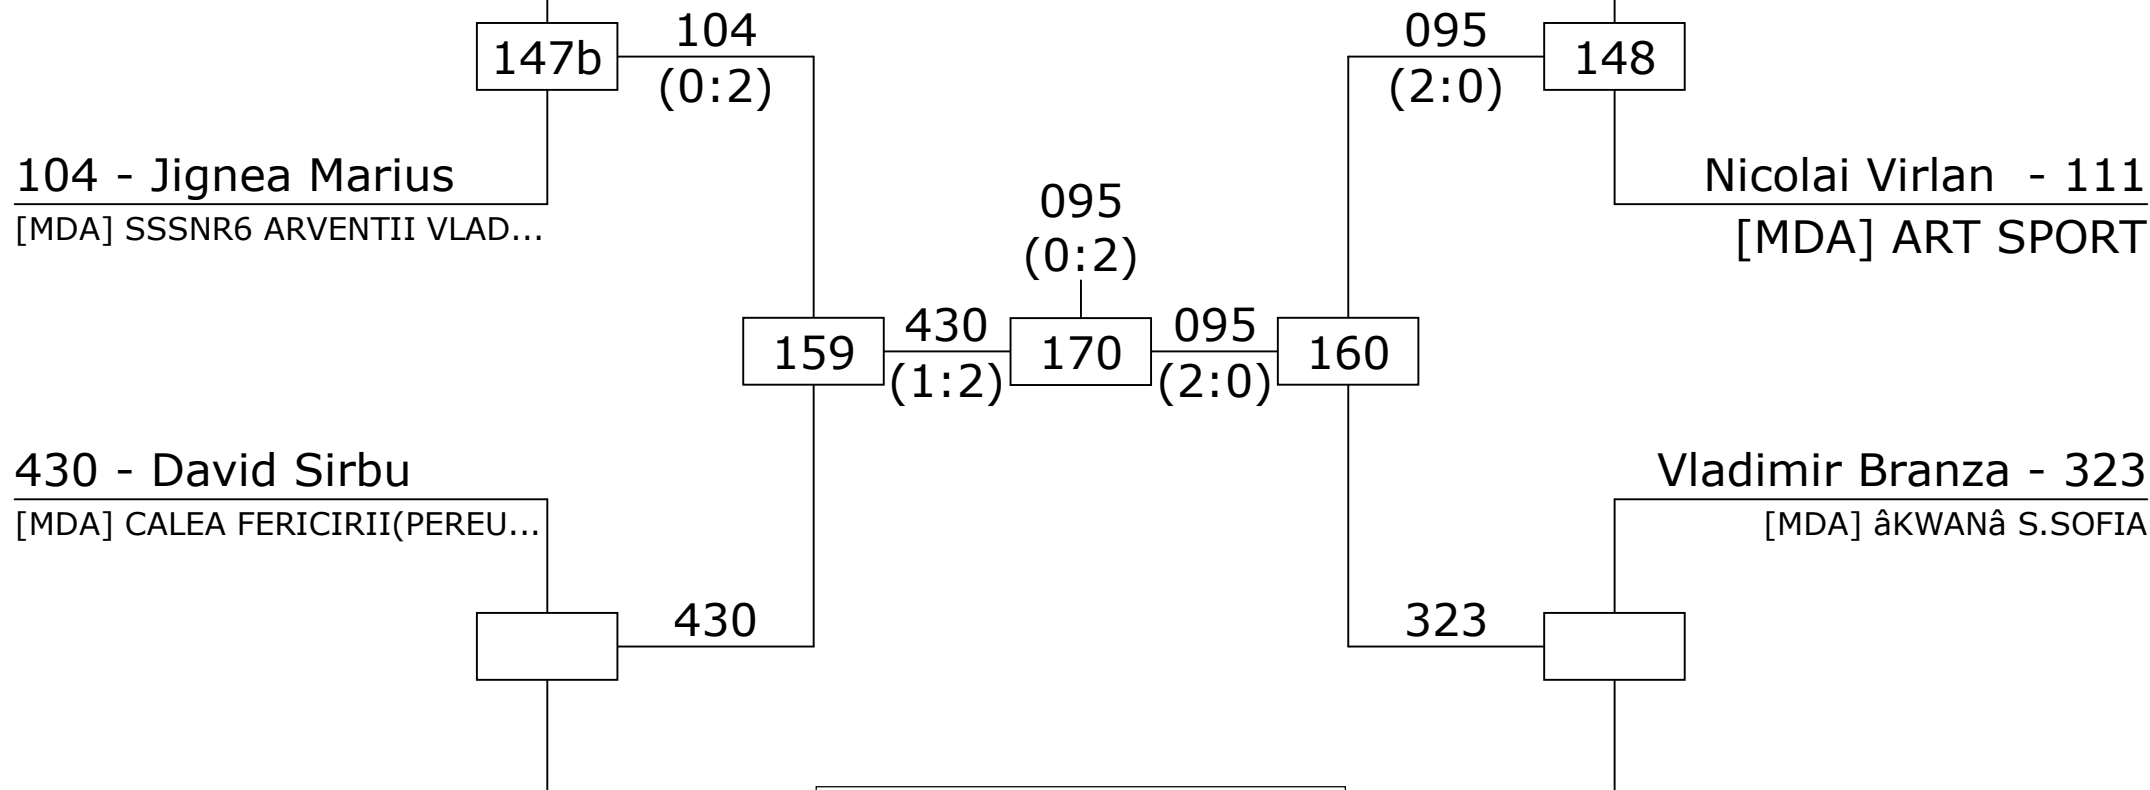 104
095
147b
148
(0:2)
(2:0)
104 - Jignea Marius
Nicolai Virlan - 111
[MDA] SSSNR6 ARVENTII VLAD...
[MDA] ART SPORT
095
(0:2)
430
095
159
170
160
(1:2)
(2:0)
430 - David Sirbu
Vladimir Branza - 323
[MDA] CALEA FERICIRII(PEREU...
[MDA] âKWANâ S.SOFIA
430
323